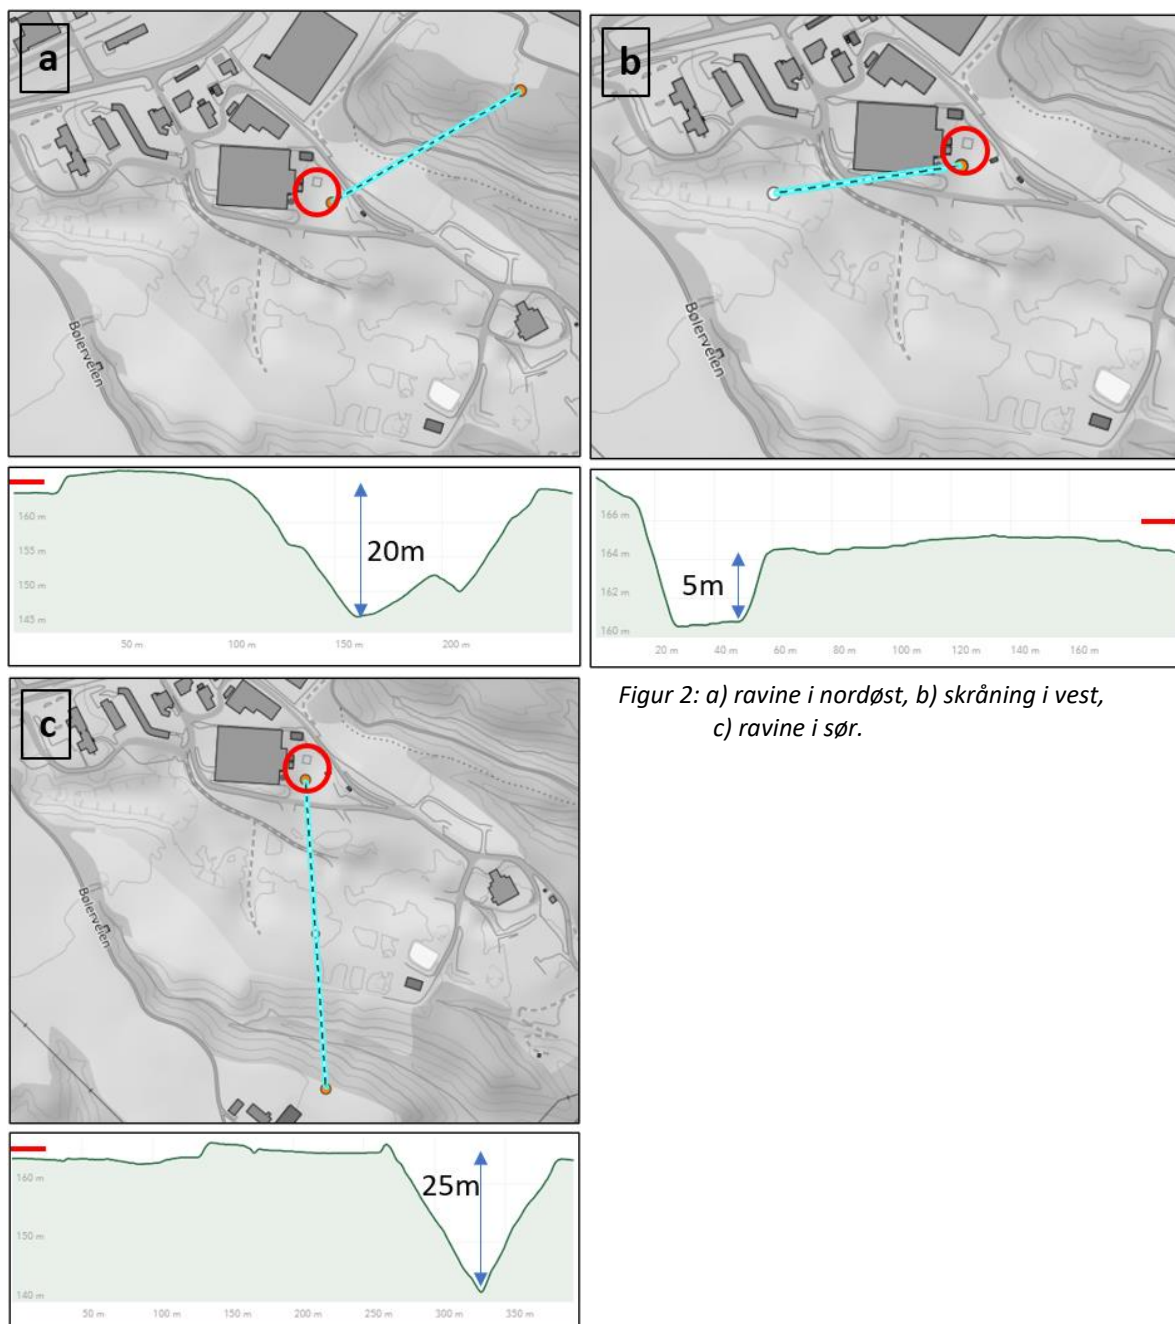 a
Bølerveien
160 m
155 m
150 m
145 m
20m
50 m
100 m
150 m
200 m
b
Bølerveien
166 m
164 m
162 m
160 m
5m
20 m
40 m
60 m
80 m
100 m
120 m
140 m
160 m
Figur 2: a) ravine i nordøst, b) skråning i vest,
c) ravine i sør.
c
Bølerveien
160 m
150 m
140 m
25m
50 m
100 m
150 m
200 m
250 m
300 m
350 m